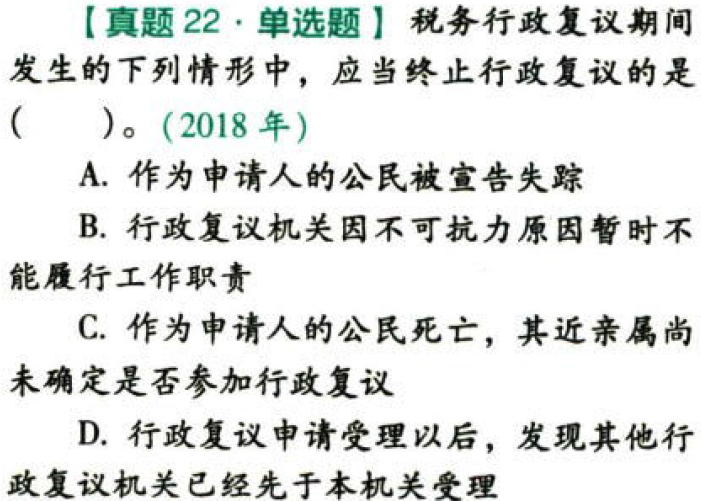 【真题 22·单选题】税务行政复议期间
发生的下列情形中，应当终止行政复议的是
(　　)。(2018 年)
A. 作为申请人的公民被宣告失踪
B. 行政复议机关因不可抗力原因暂时不
能履行工作职责
C. 作为申请人的公民死亡，其近亲属尚
未确定是否参加行政复议
D. 行政复议申请受理以后，发现其他行
政复议机关已经先于本机关受理